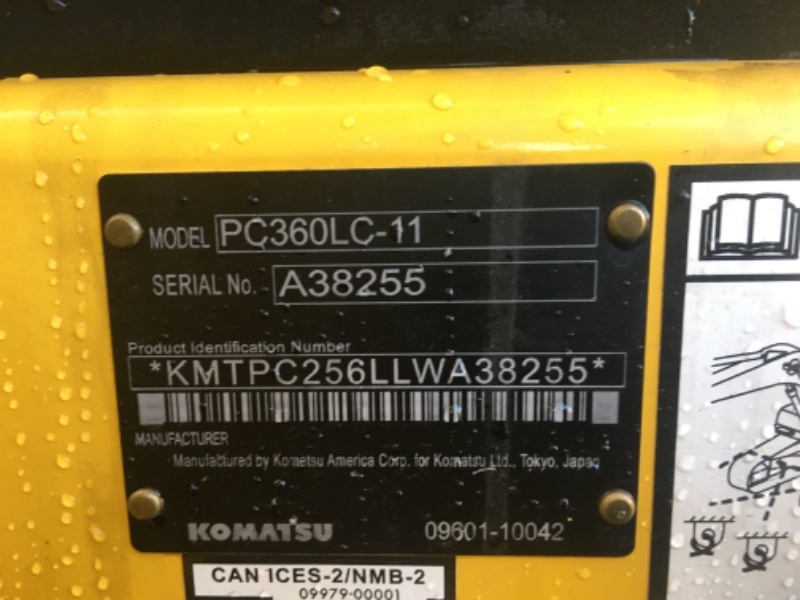 MODEL PC360LC-11
SERIAL No. A38255
Product Identification Number
*KMTPC256LLWA38255*
MANUFACTURER
Manufactured by Komatsu America Corp. for Komatsu Ltd., Tokyo, Japan
KOMATSU 09601-10042
CAN ICES-2/NMB-2
09979-00001